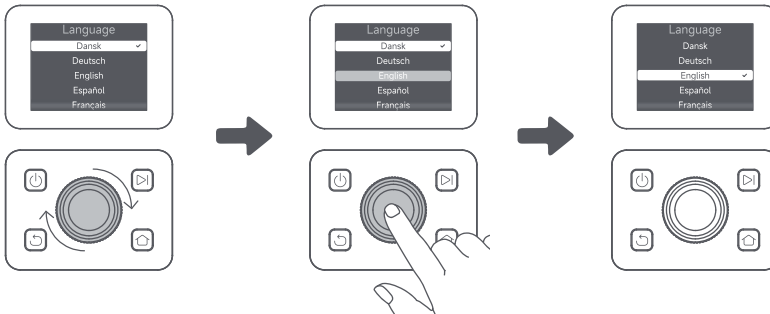 Language
Dansk
Deutsch
English
Español
Français
Language
Dansk
Deutsch
English
Español
Français
Language
Dansk
Deutsch
English
Español
Français